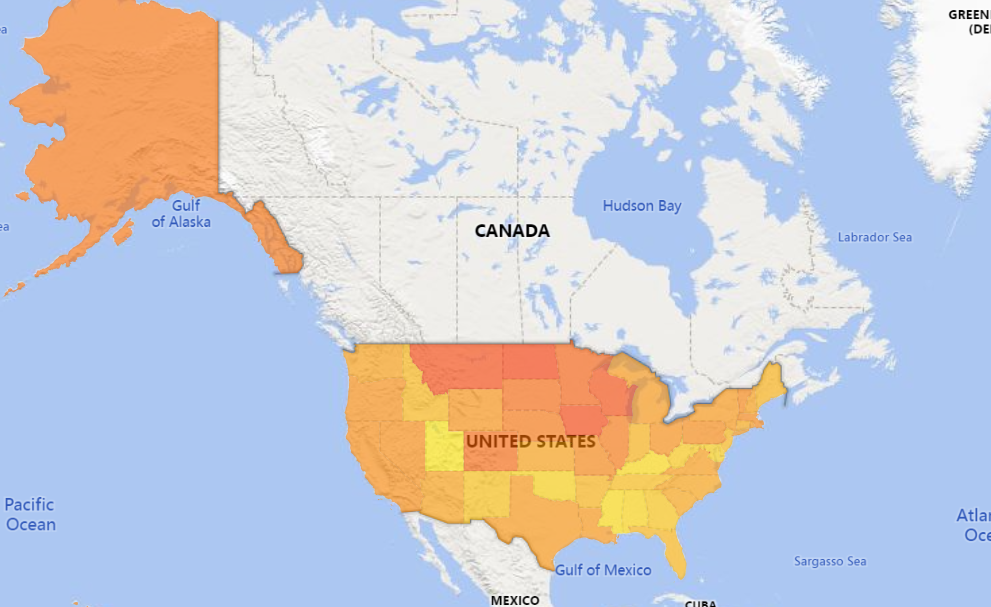 GREEN
(DE
Gulf
of Alaska
Hudson Bay
CANADA
Labrador Sea
UNITED STATES
Pacific
Ocean
Atla
Oce
Sargasso Sea
Gulf of Mexico
MEXICO
CUBA